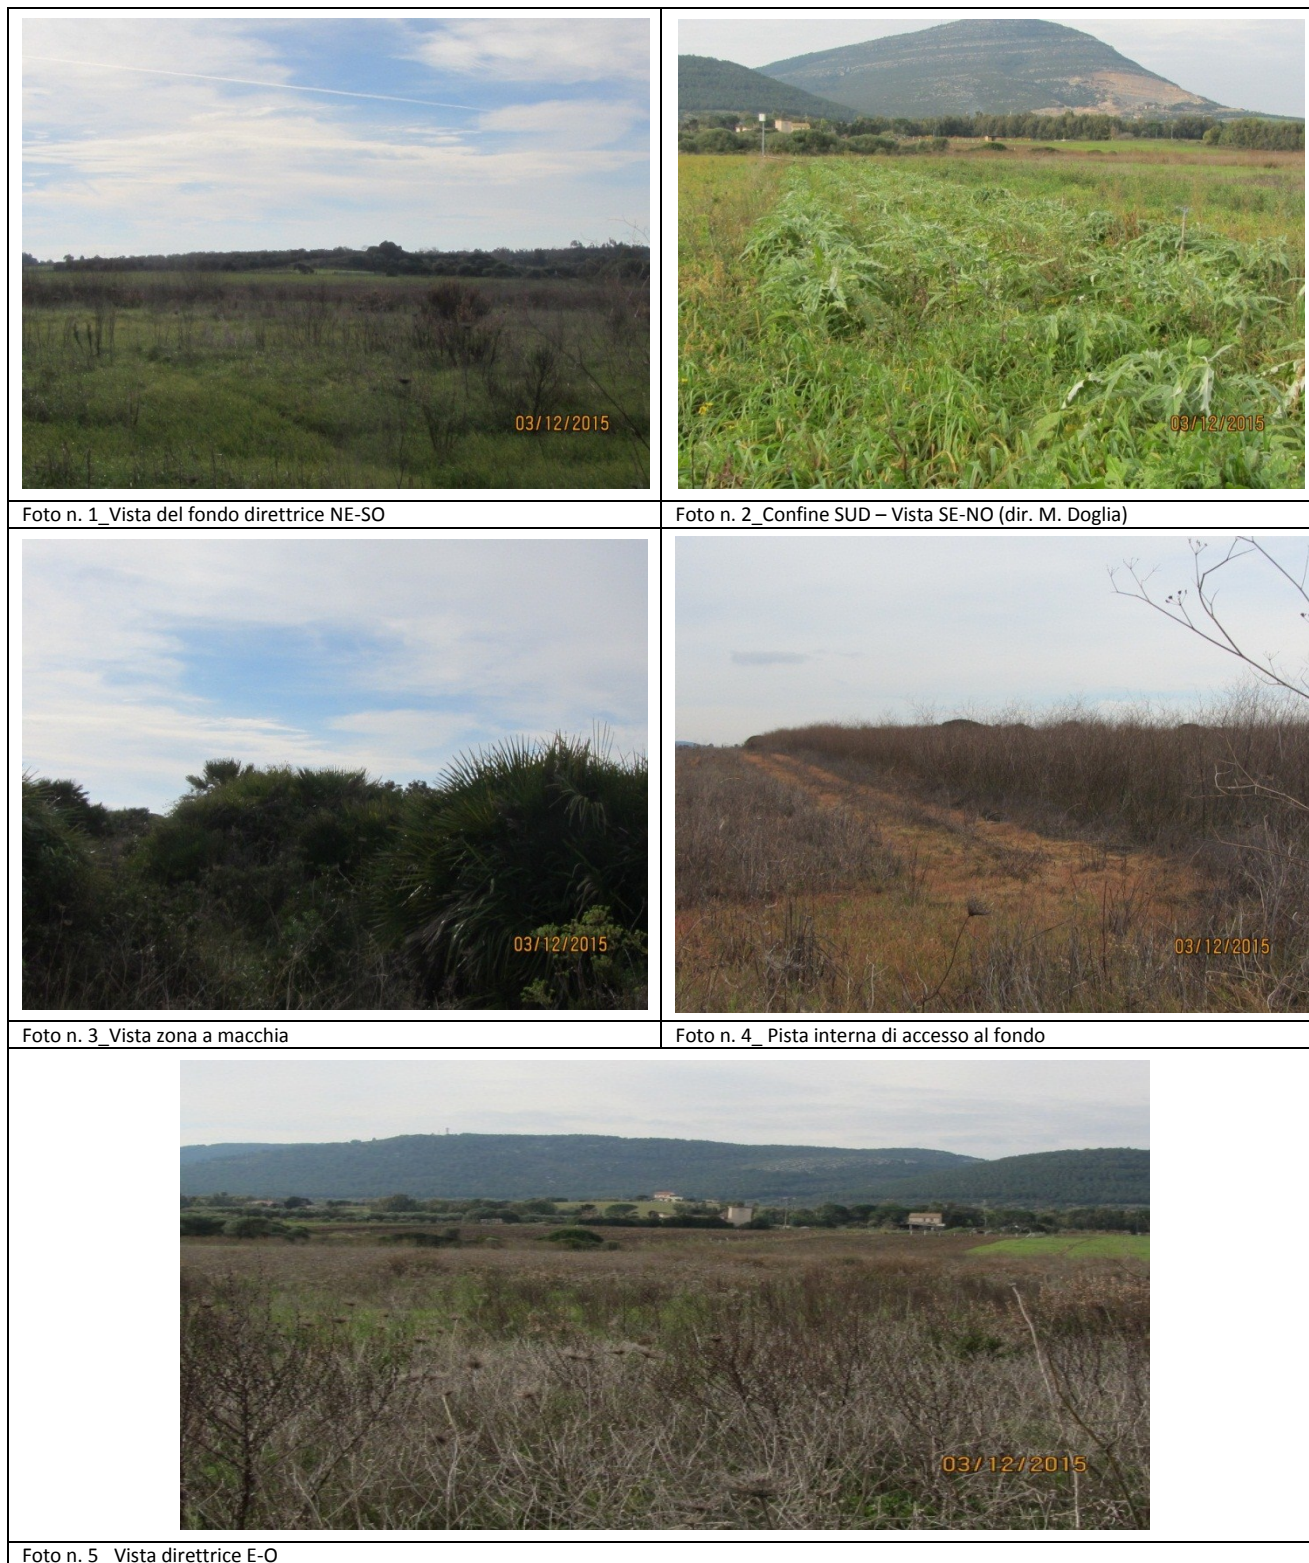 03/12/2015
03/12/2015
Foto n. 1_Vista del fondo direttrice NE-SO
Foto n. 2_Confine SUD – Vista SE-NO (dir. M. Doglia)
03/12/2015
03/12/2015
Foto n. 3_Vista zona a macchia
Foto n. 4_ Pista interna di accesso al fondo
03/12/2015
Foto n. 5_Vista direttrice E-O